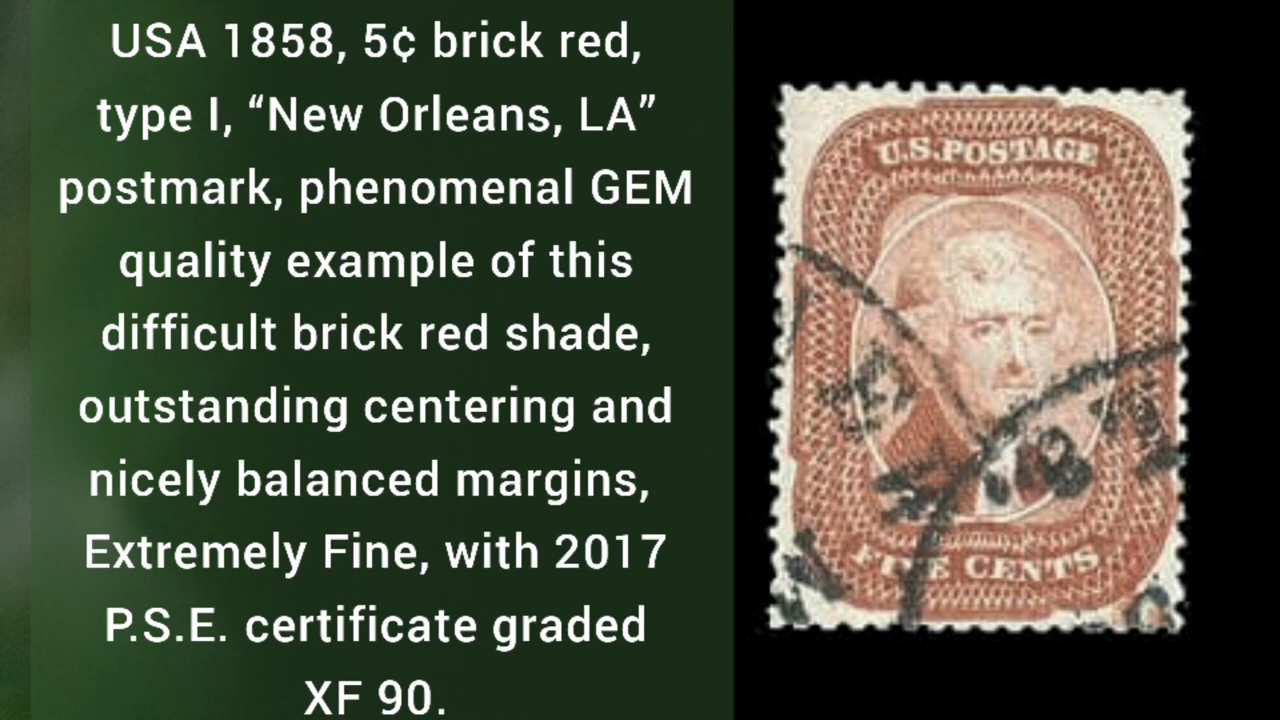 USA 1858, 5¢ brick red,
type I, “New Orleans, LA”
postmark, phenomenal GEM
quality example of this
difficult brick red shade,
outstanding centering and
nicely balanced margins,
Extremely Fine, with 2017
P.S.E. certificate graded
XF 90.
U.S. POSTAGE
FIVE CENTS